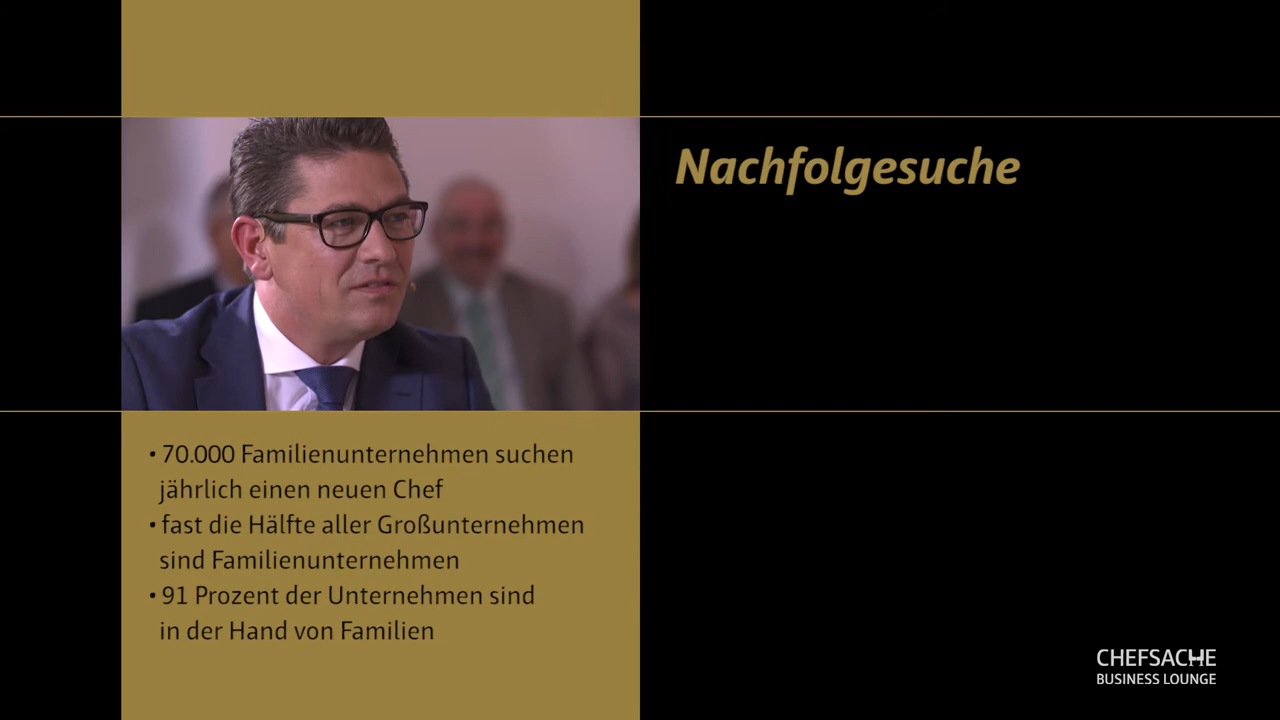 Nachfolgesuche
• 70.000 Familienunternehmen suchen
jährlich einen neuen Chef
• fast die Hälfte aller Großunternehmen
sind Familienunternehmen
• 91 Prozent der Unternehmen sind
in der Hand von Familien
CHEFSACHE
BUSINESS LOUNGE